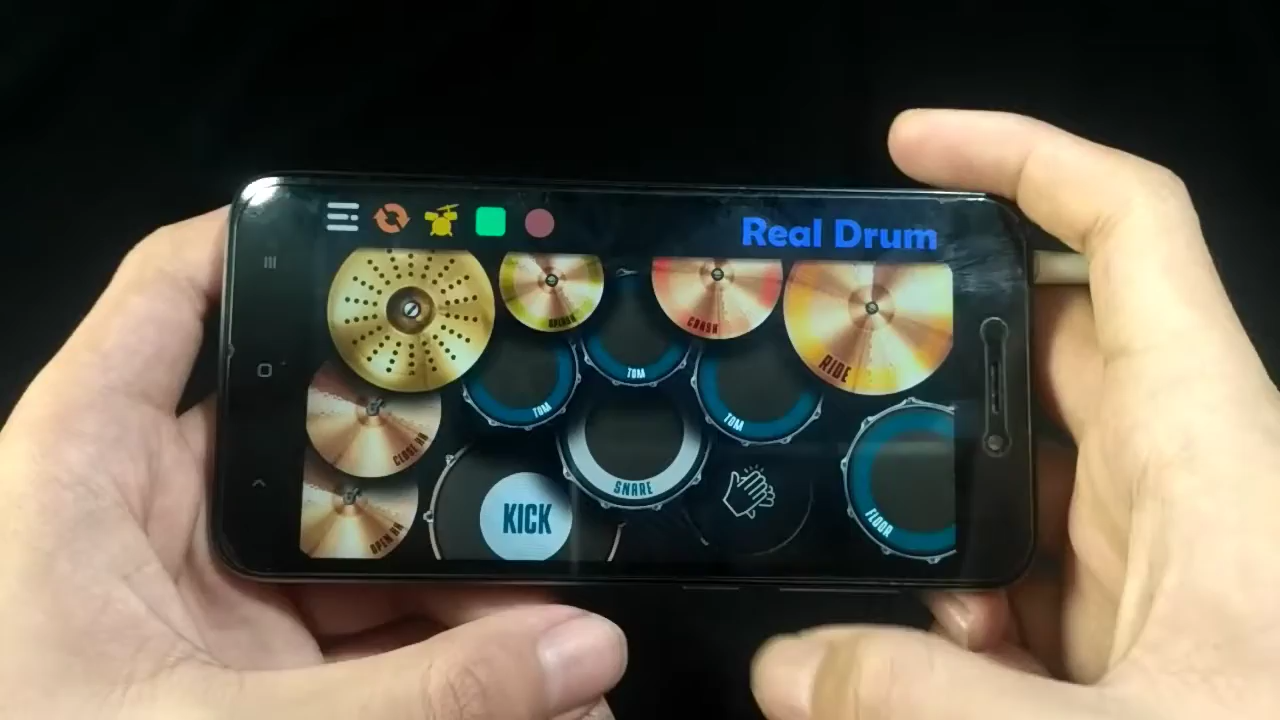 Real Drum
SPLASH
CRASH
RIDE
TOM
TOM
TOM
CLOSE HH
SNARE
KICK
OPEN HH
FLOOR